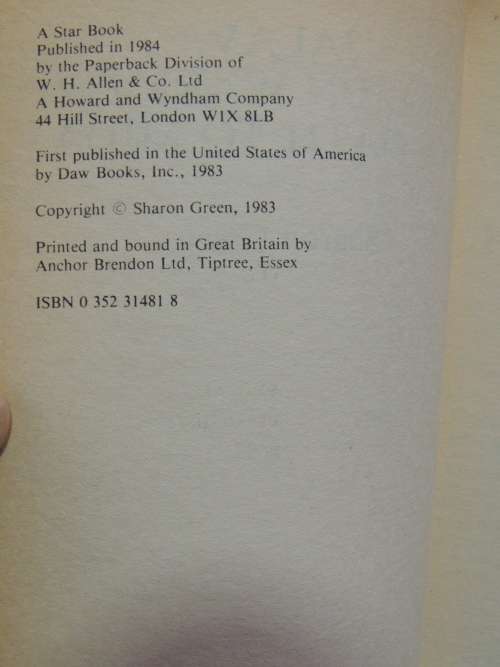 A Star Book
Published in 1984
by the Paperback Division of
W. H. Allen & Co. Ltd
A Howard and Wyndham Company
44 Hill Street, London W1X 8LB
First published in the United States of America
by Daw Books, Inc., 1983
Copyright © Sharon Green, 1983
Printed and bound in Great Britain by
Anchor Brendon Ltd, Tiptree, Essex
ISBN 0 352 31481 8